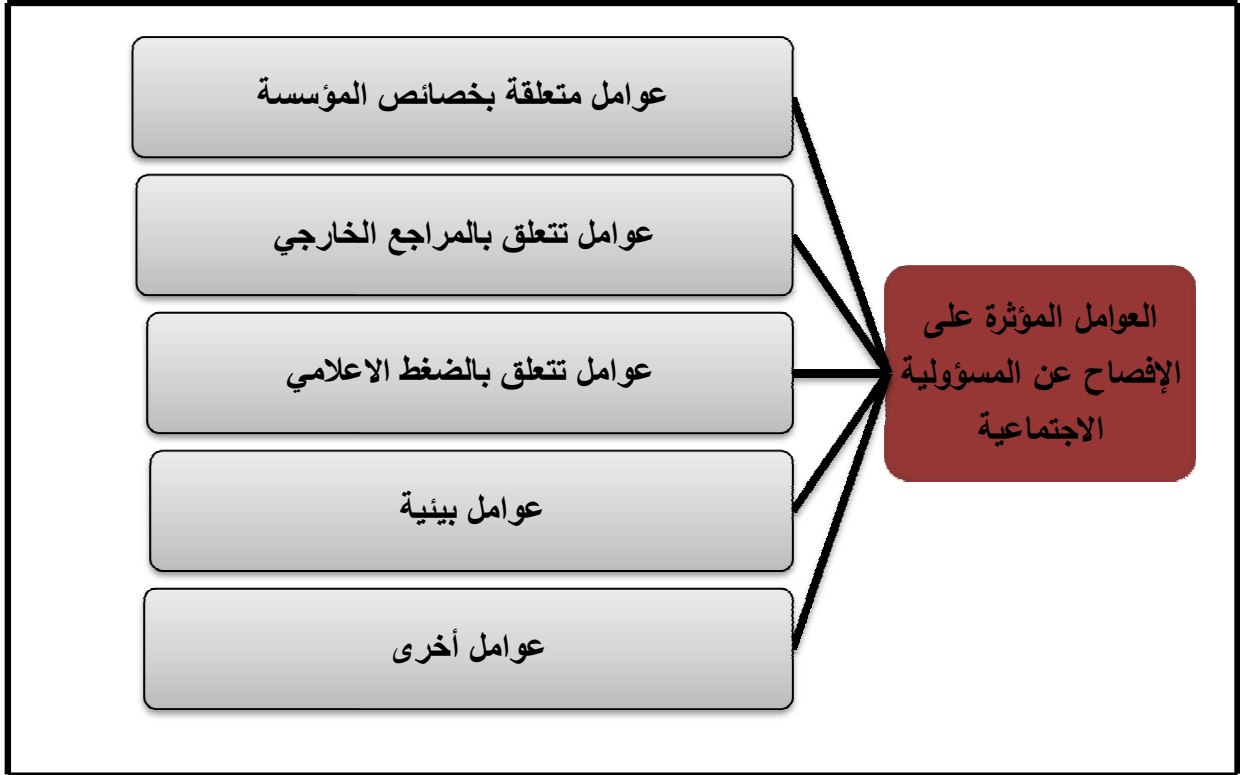 العوامل المؤثرة على
الإفصاح عن المسؤولية
الاجتماعية
عوامل متعلقة بخصائص المؤسسة
عوامل تتعلق بالمراجع الخارجي
عوامل تتعلق بالضغط الاعلامي
عوامل بيئية
عوامل أخرى